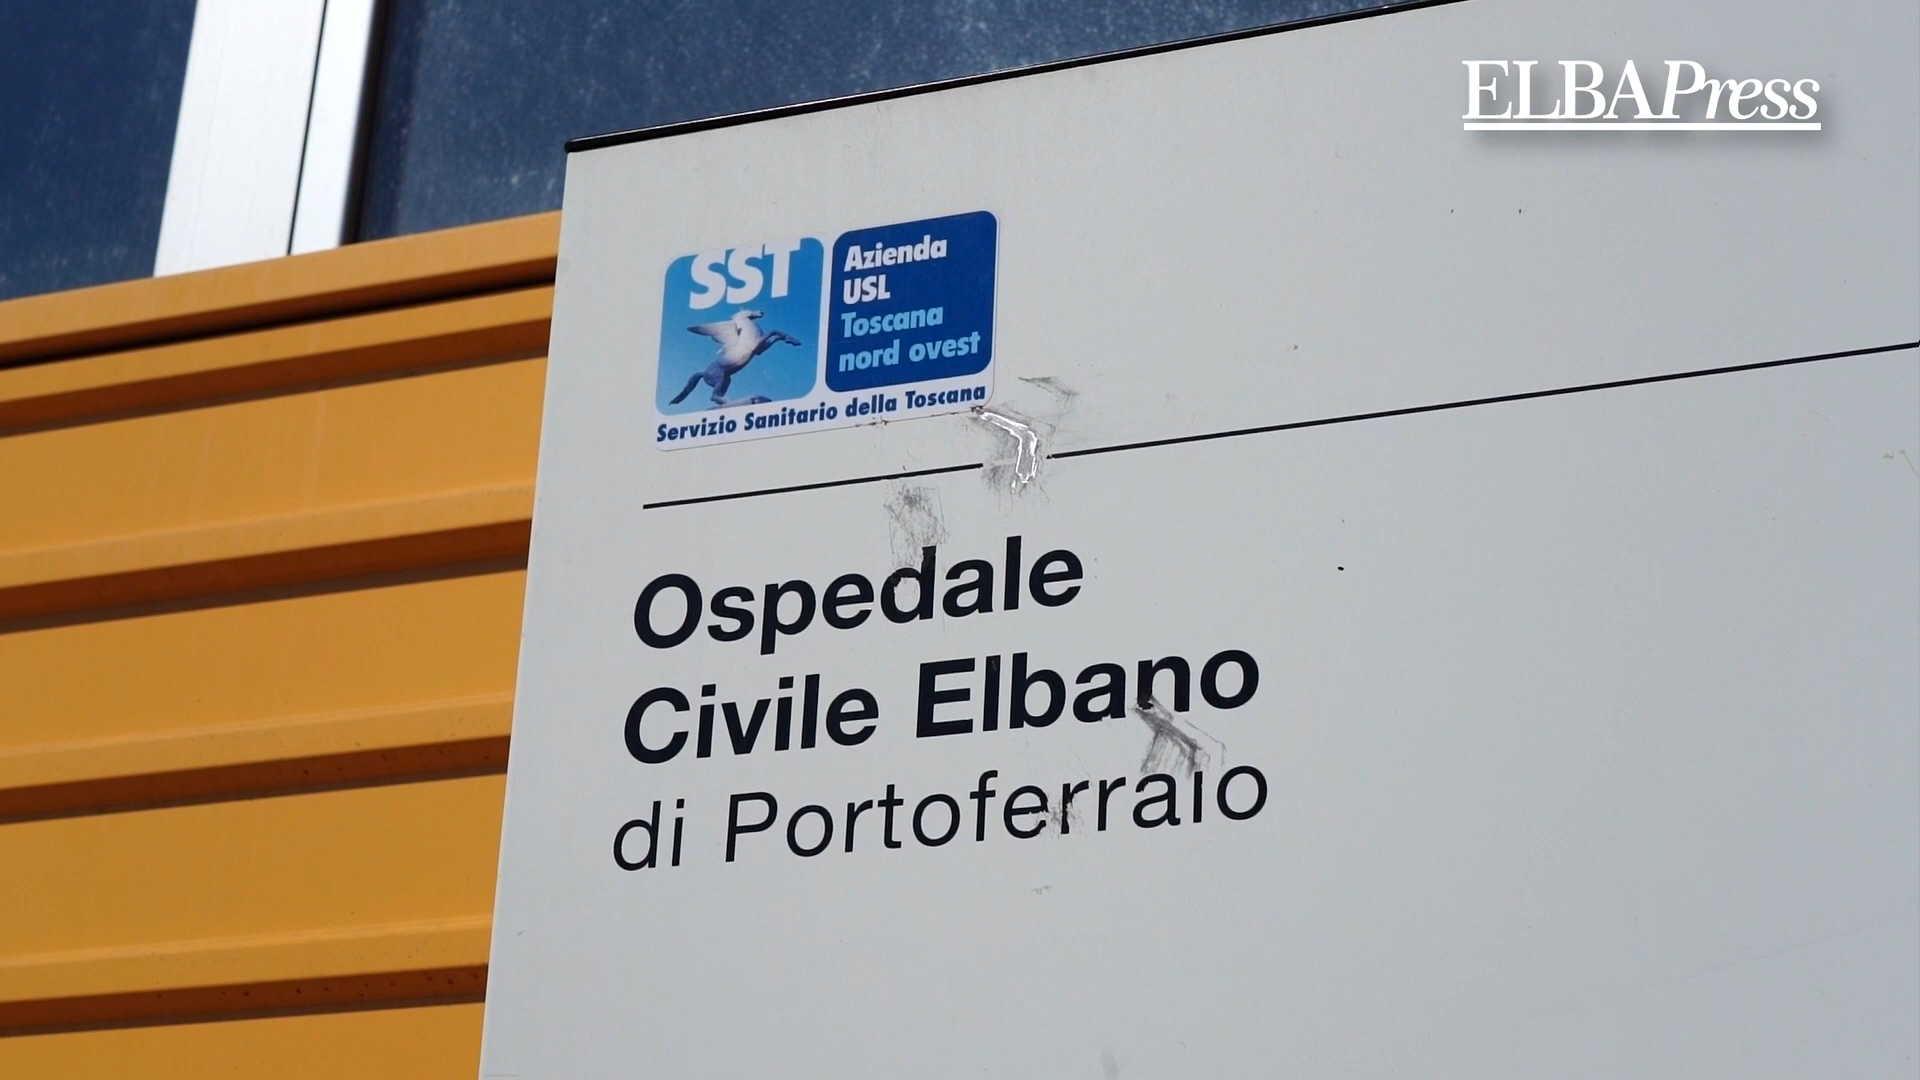 ELBAPress
SST
Azienda
USL
Toscana
nord ovest
Servizio Sanitario della Toscana
Ospedale
Civile Elbano
di Portoferraio